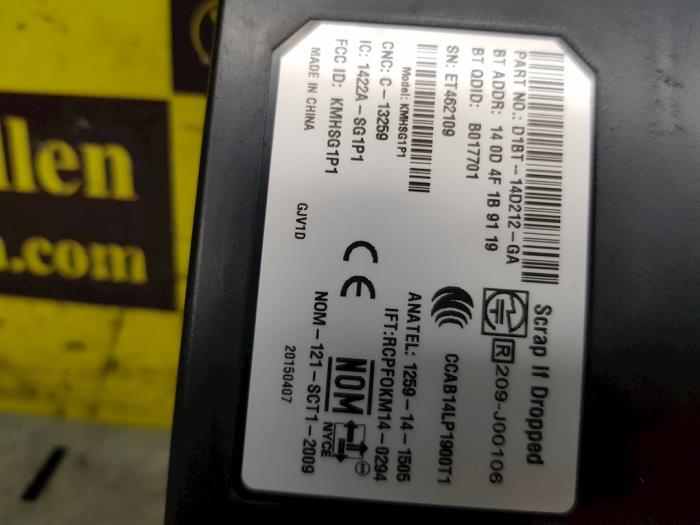 PART NO.: D1BT-14D212-GA
BT ADDR: 14 0D 4F 1B 91 19
BT QDID: B017701
SN: ET462109
Model: KMHSG1P1
CNC: C-13259
IC: 1422A-SG1P1
FCC ID: KMHSG1P1
MADE IN CHINA
GJV1D
Scrap If Dropped
R 209-J00106
CCAB14LP1900T1
ANATEL: 1259-14-1505
IFT:RCPFOKM14-0294
CE
NOM
NYCE
NOM-121-SCT1-2009
20150407
llen
n.com